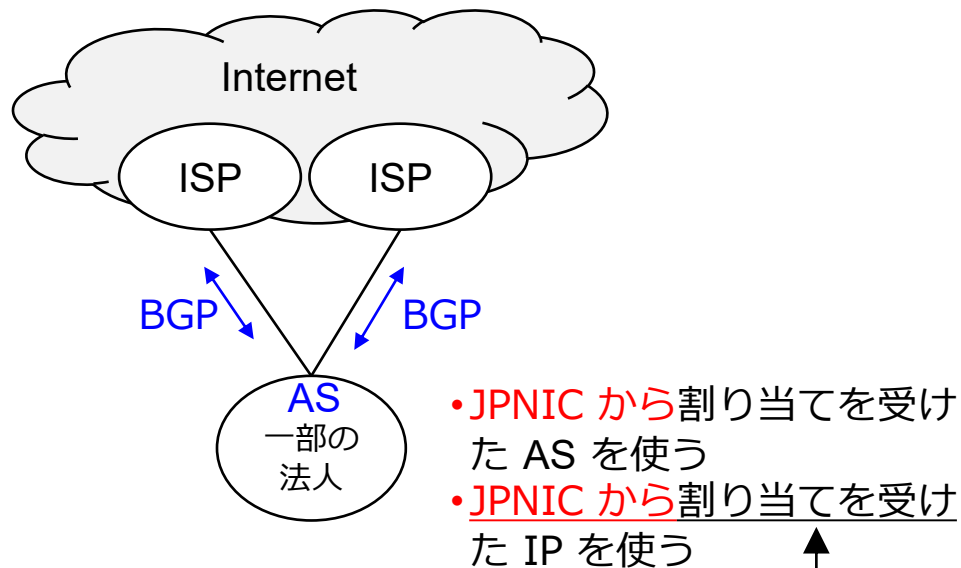 Internet
ISP
ISP
BGP
BGP
AS
一部の
法人
•JPNIC から割り当てを受け
た AS を使う
•JPNIC から割り当てを受け
た IP を使う